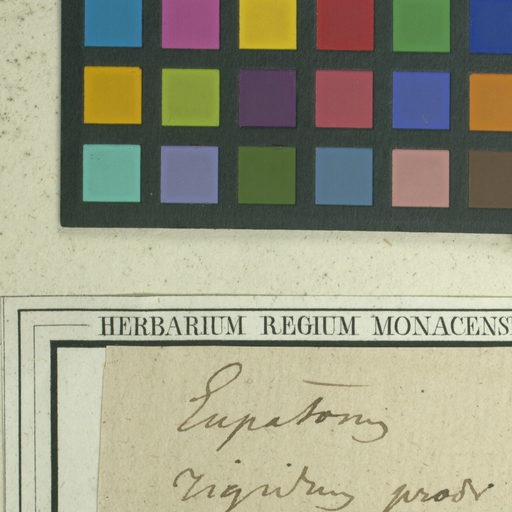 HERBARIUM REGIUM MONACENS
Eupatorium
rigidum prodr